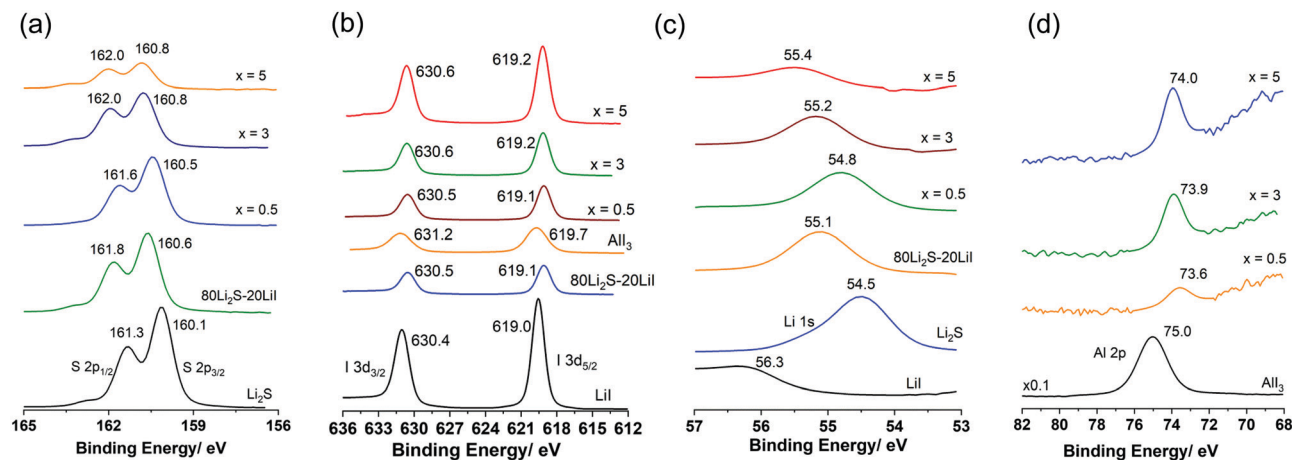 (a)
162.0 160.8
x = 5
162.0 160.8
x = 3
161.6 160.5
x = 0.5
161.8 160.6
80Li₂S-20LiI
161.3 160.1
S 2p₁/₂ S 2p₃/₂
Li₂S
165 162 159 156
Binding Energy/ eV
(b)
630.6 619.2
x = 5
630.6 619.2
x = 3
630.5 619.1
x = 0.5
AlI₃
631.2 619.7
630.5 619.1
80Li₂S-20LiI
630.4 619.0
I 3d₃/₂ I 3d₅/₂
LiI
636 633 630 627 624 621 618 615 612
Binding Energy/ eV
(c)
55.4
x = 5
55.2
x = 3
54.8
x = 0.5
55.1
80Li₂S-20LiI
54.5
Li 1s
Li₂S
56.3
LiI
57 56 55 54 53
Binding Energy/ eV
(d)
74.0
x = 5
73.9
x = 3
73.6
x = 0.5
75.0
Al 2p
x0.1
AlI₃
82 80 78 76 74 72 70 68
Binding Energy/ eV